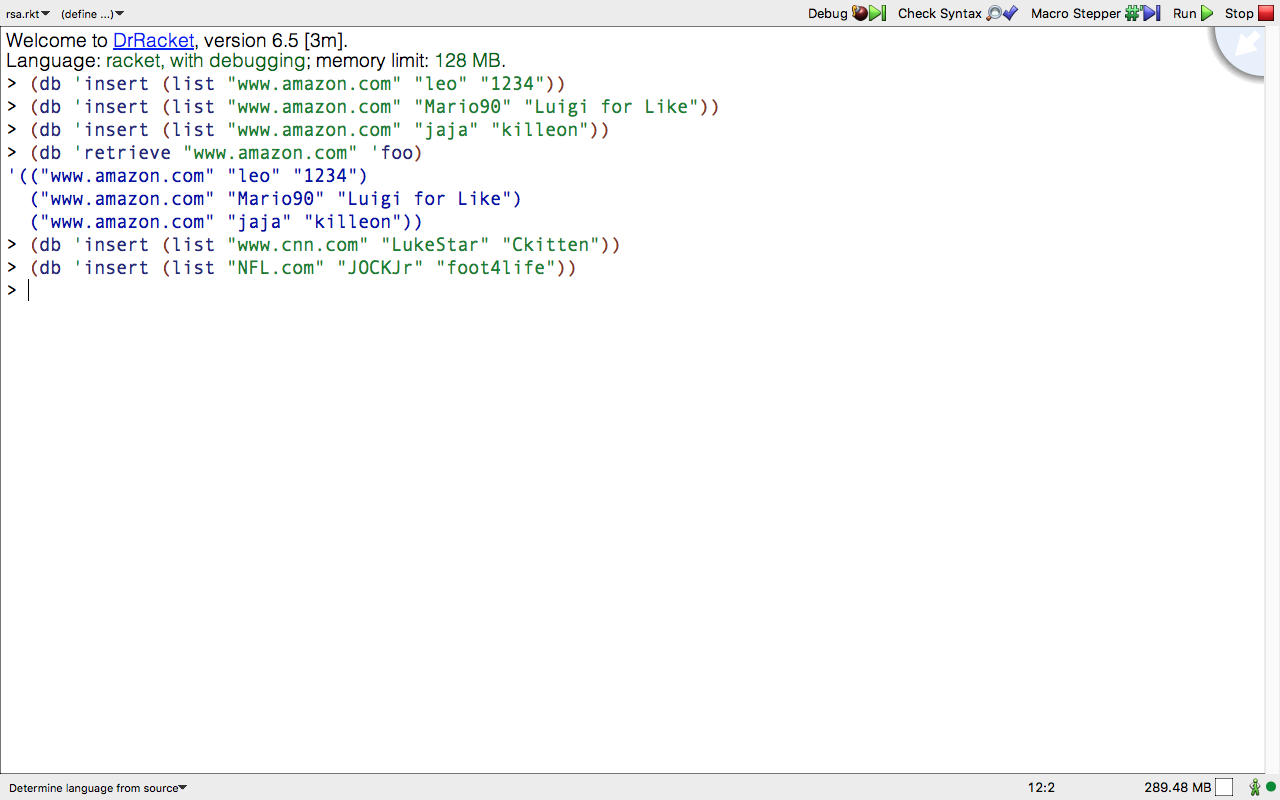 rsa.rkt (define ...) Debug Check Syntax Macro Stepper Run Stop
Welcome to DrRacket, version 6.5 [3m].
Language: racket, with debugging; memory limit: 128 MB.
> (db 'insert (list "www.amazon.com" "leo" "1234"))
> (db 'insert (list "www.amazon.com" "Mario90" "Luigi for Like"))
> (db 'insert (list "www.amazon.com" "jaja" "killeon"))
> (db 'retrieve "www.amazon.com" 'foo)
'(("www.amazon.com" "leo" "1234")
("www.amazon.com" "Mario90" "Luigi for Like")
("www.amazon.com" "jaja" "killeon"))
> (db 'insert (list "www.cnn.com" "LukeStar" "Ckitten"))
> (db 'insert (list "NFL.com" "JOCKJr" "foot4life"))
>
Determine language from source 12:2 289.48 MB